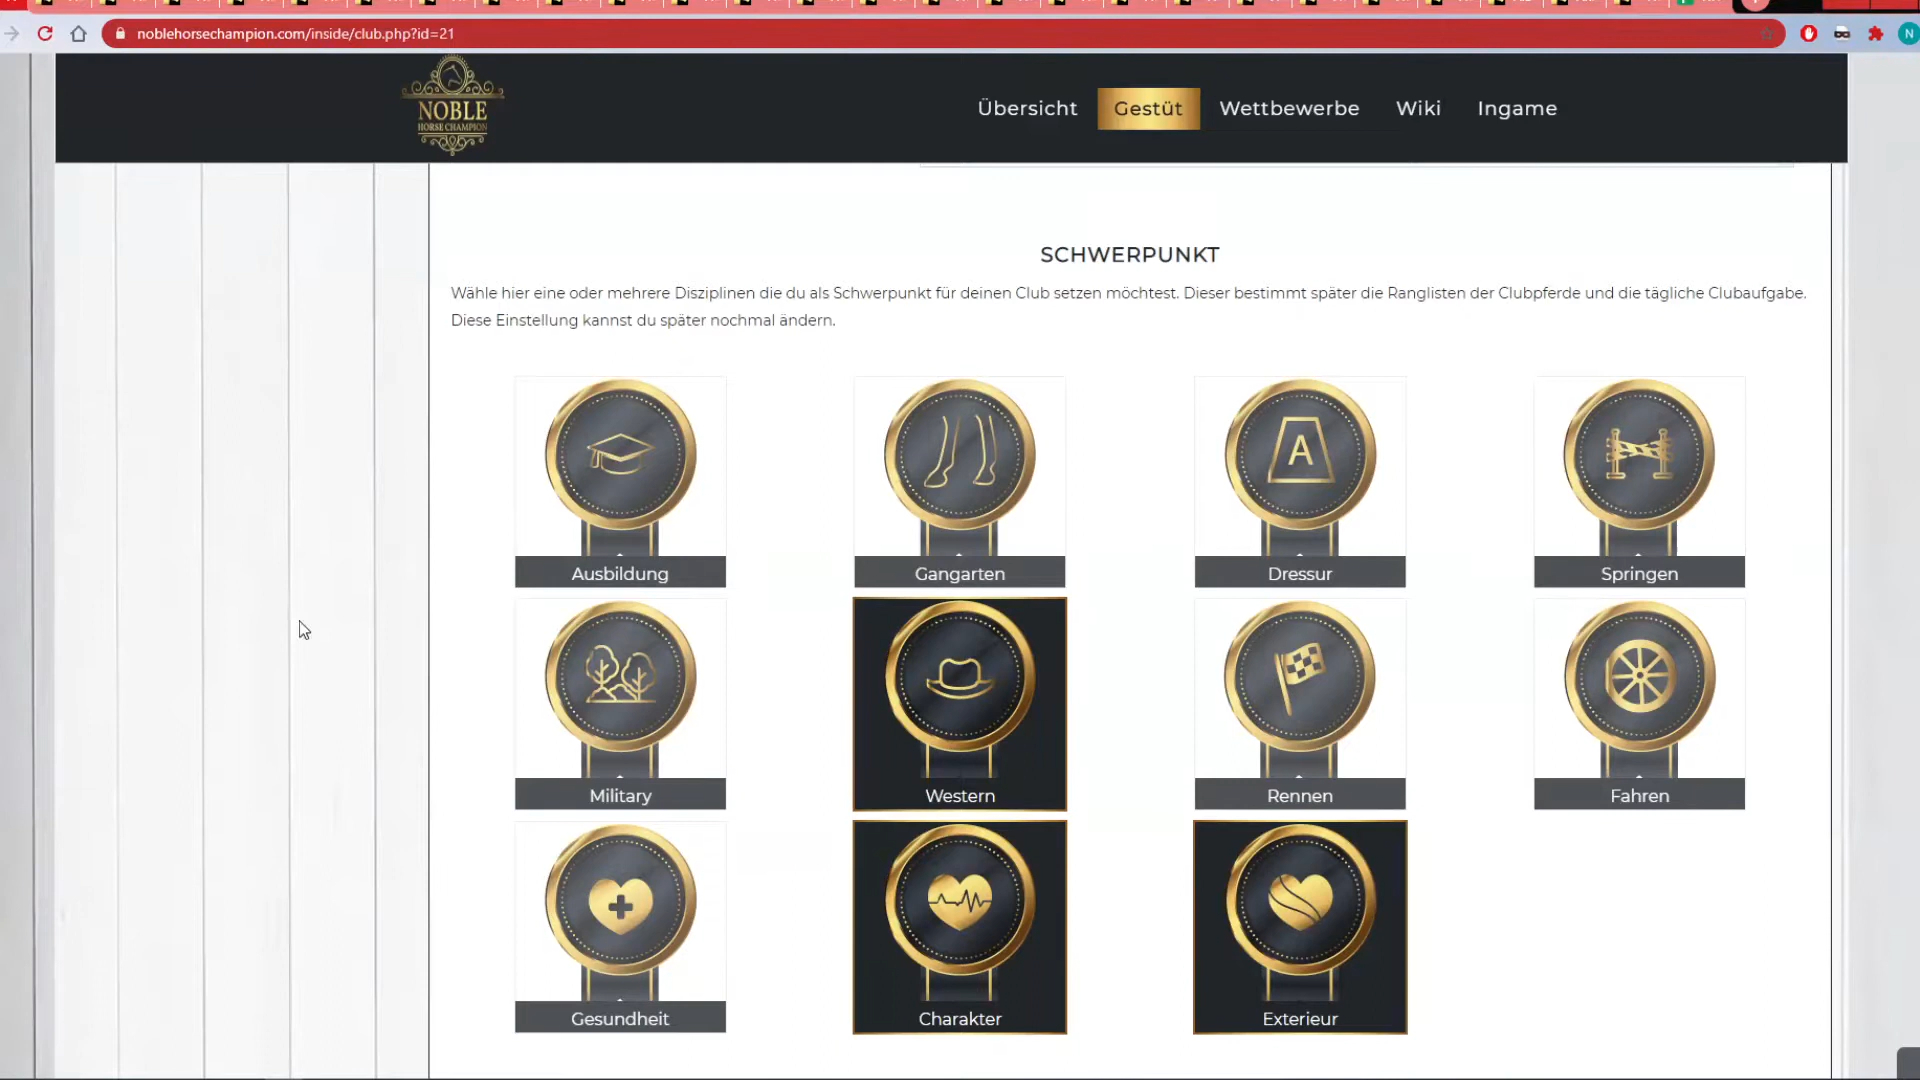 noblehorsechampion.com/inside/club.php?id=21
N
NOBLE
HORSE CHAMPION
Übersicht
Gestüt
Wettbewerbe
Wiki
Ingame
SCHWERPUNKT
Wähle hier eine oder mehrere Disziplinen die du als Schwerpunkt für deinen Club setzen möchtest. Dieser bestimmt später die Ranglisten der Clubpferde und die tägliche Clubaufgabe.
Diese Einstellung kannst du später nochmal ändern.
A
Ausbildung
Gangarten
Dressur
Springen
Military
Western
Rennen
Fahren
Gesundheit
Charakter
Exterieur